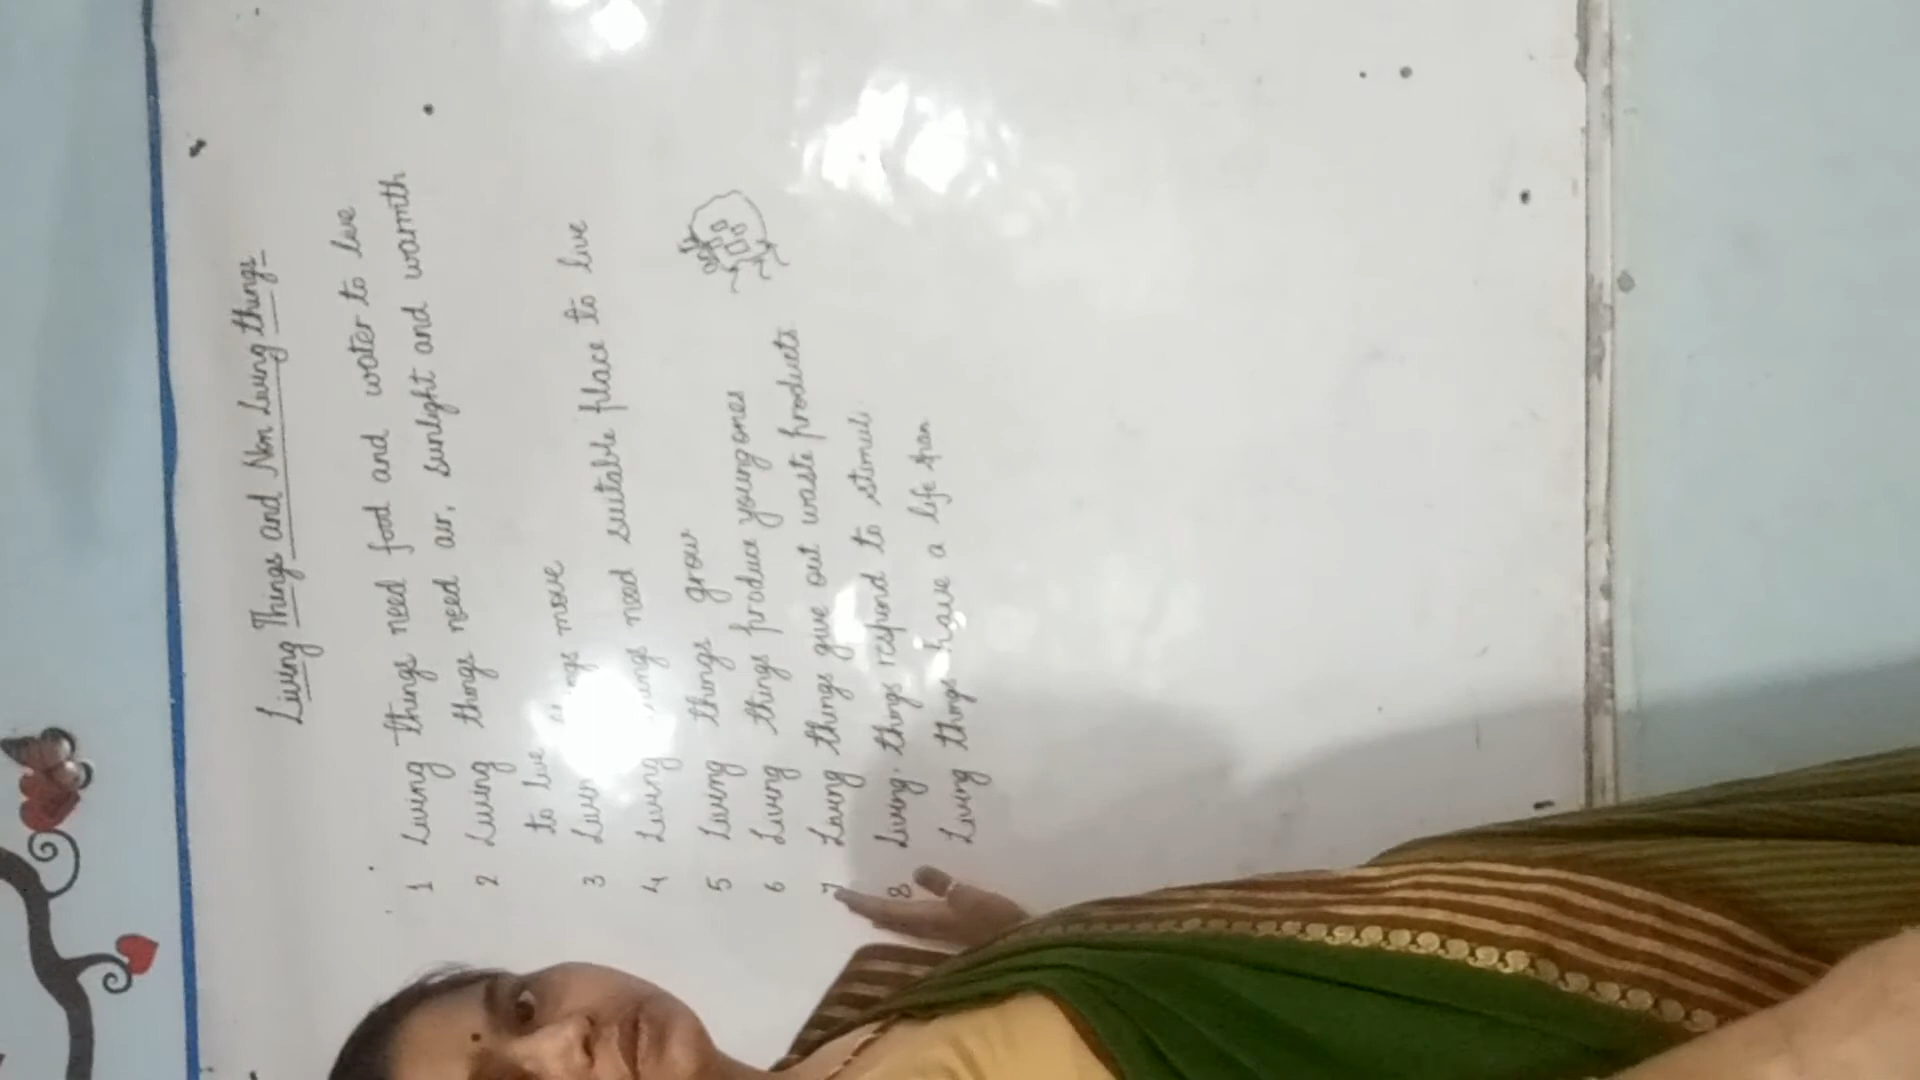 Living Things and Non Living things
1 Living things need food and water to live
2 Living things need air, sunlight and warmth
to live
3 move
4 Living need suitable place to live
5 Living things grow
6 Living things produce young ones
7 Living things give out waste products
8 Living things respond to stimuli
Living things have a life span